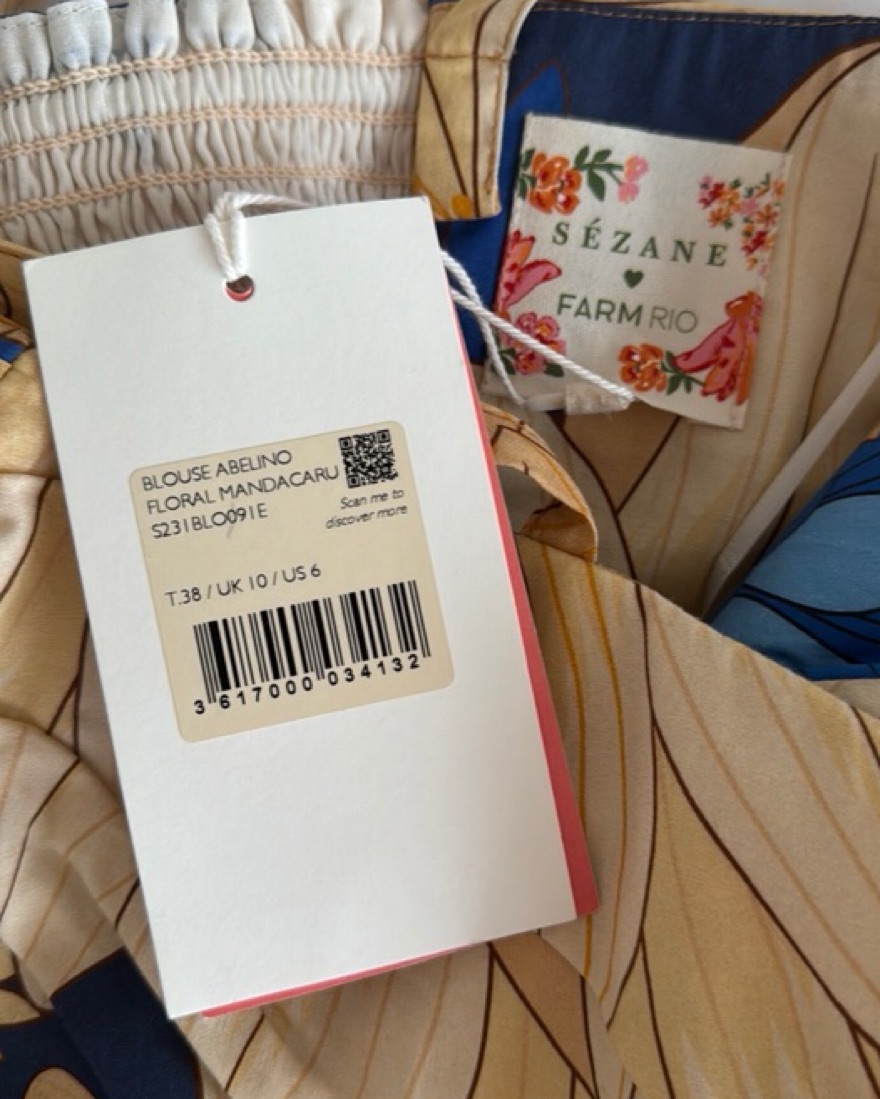 SÉZANE
FARM RIO
BLOUSE ABELINO
FLORAL MANDACARU
S231BLO091E
Scan me to
discover more
T.38 / UK 10 / US 6
3 617000 034132